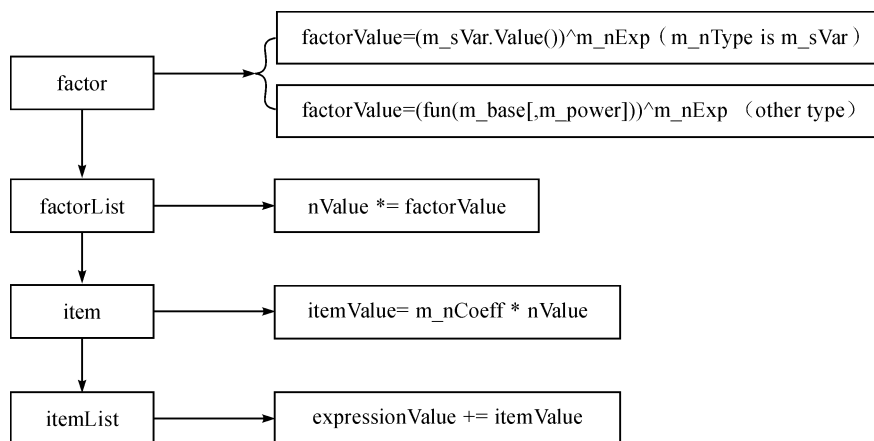 factorValue=(m_sVar.Value())^m_nExp（m_nType is m_sVar）
factor
factorValue=(fun(m_base[,m_power]))^m_nExp （other type）
factorList
nValue *= factorValue
item
itemValue= m_nCoeff * nValue
itemList
expressionValue += itemValue